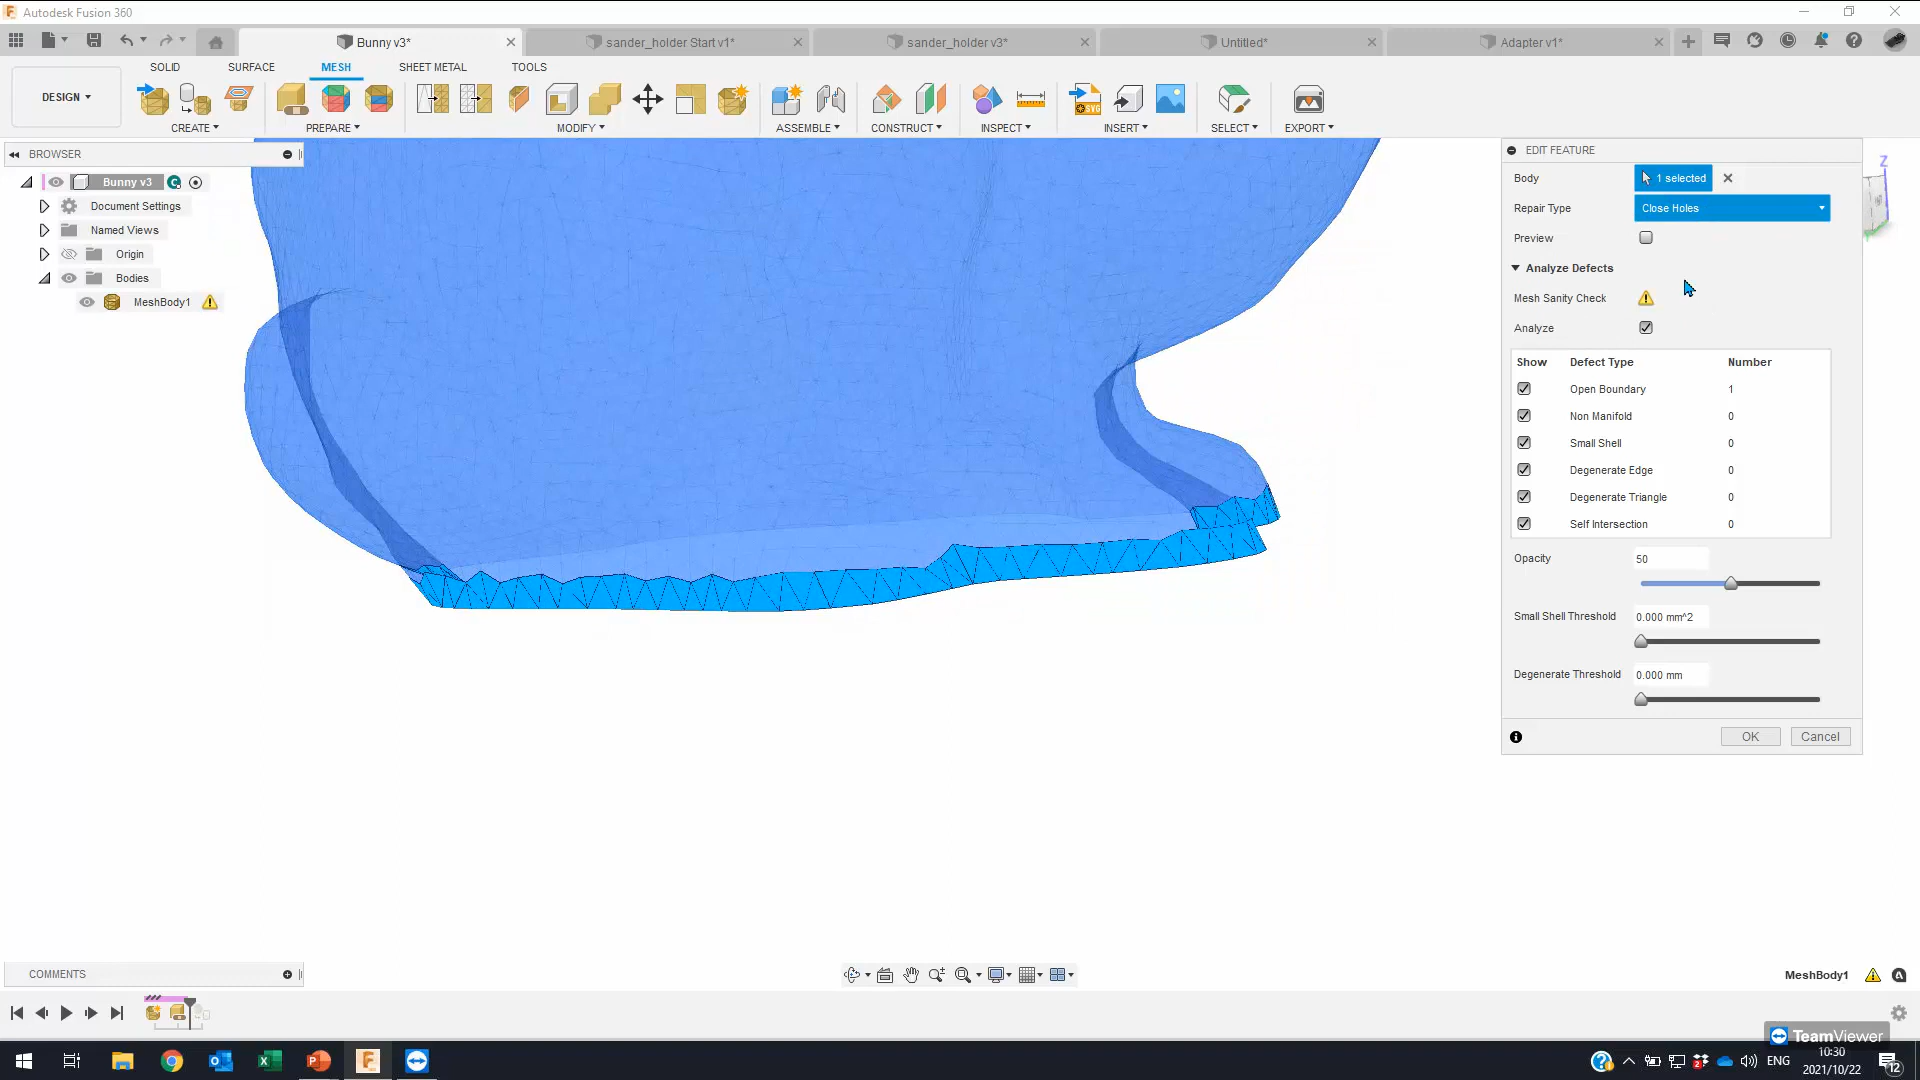 Autodesk Fusion 360
Bunny v3*
sander_holder Start v1*
sander_holder v3*
Untitled*
Adapter v1*
SOLID
SURFACE
MESH
SHEET METAL
TOOLS
DESIGN
CREATE
PREPARE
MODIFY
ASSEMBLE
CONSTRUCT
INSPECT
INSERT
SELECT
EXPORT
BROWSER
Bunny v3
Document Settings
Named Views
Origin
Bodies
MeshBody1
EDIT FEATURE
Body
1 selected
Repair Type
Close Holes
Preview
Analyze Defects
Mesh Sanity Check
Analyze
Show Defect Type Number
Open Boundary 1
Non Manifold 0
Small Shell 0
Degenerate Edge 0
Degenerate Triangle 0
Self Intersection 0
Opacity 50
Small Shell Threshold 0.000 mm^2
Degenerate Threshold 0.000 mm
OK Cancel
Z
COMMENTS
MeshBody1
TeamViewer
ENG
10:30
2021/10/22
12